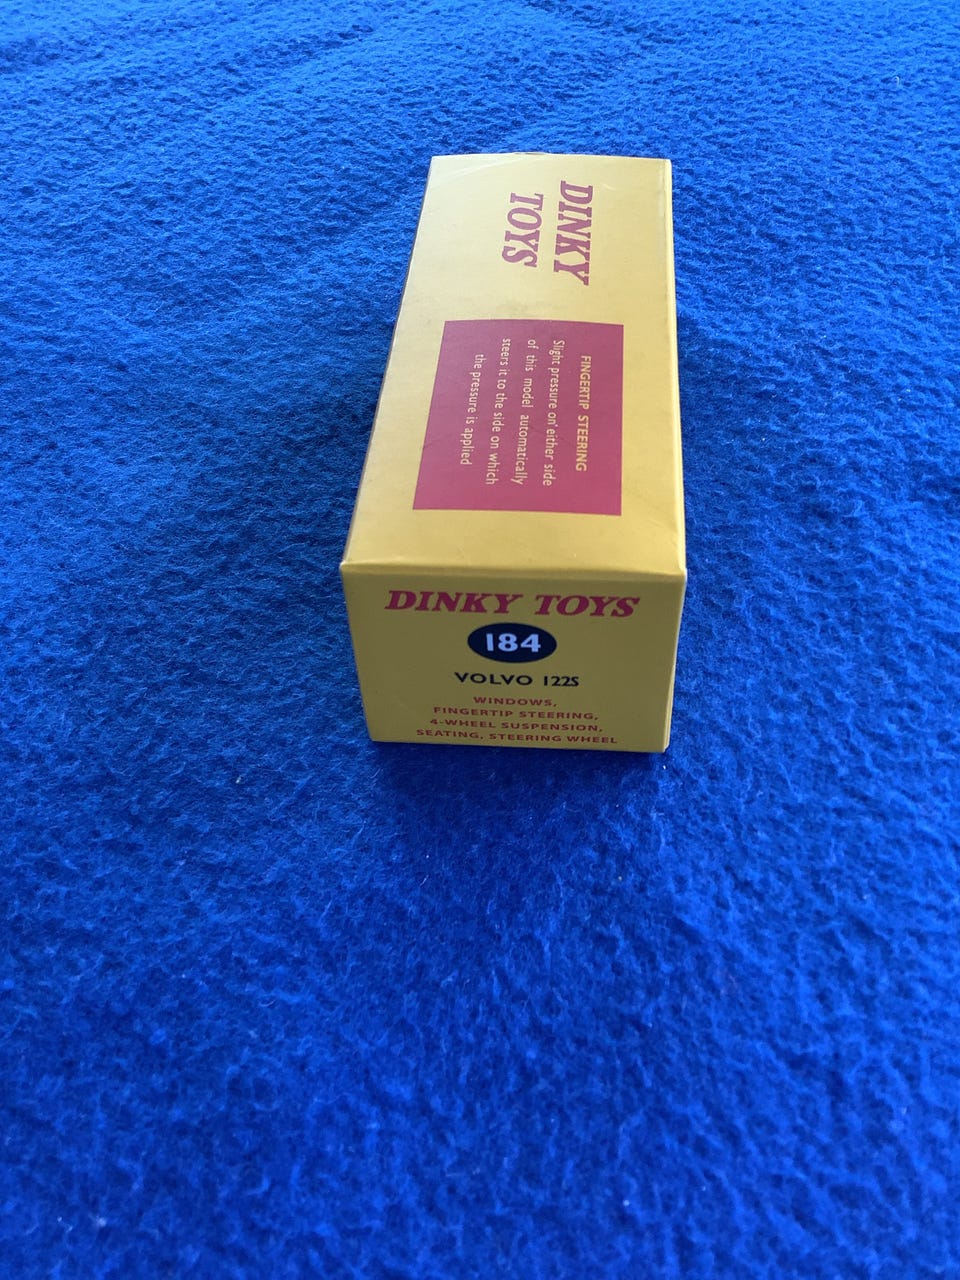 DINKY
TOYS
FINGERTIP STEERING
Slight pressure on either side
of this model automatically
steers it to the side on which
the pressure is applied
DINKY TOYS
184
VOLVO 122S
WINDOWS,
FINGERTIP STEERING,
4-WHEEL SUSPENSION,
SEATING, STEERING WHEEL